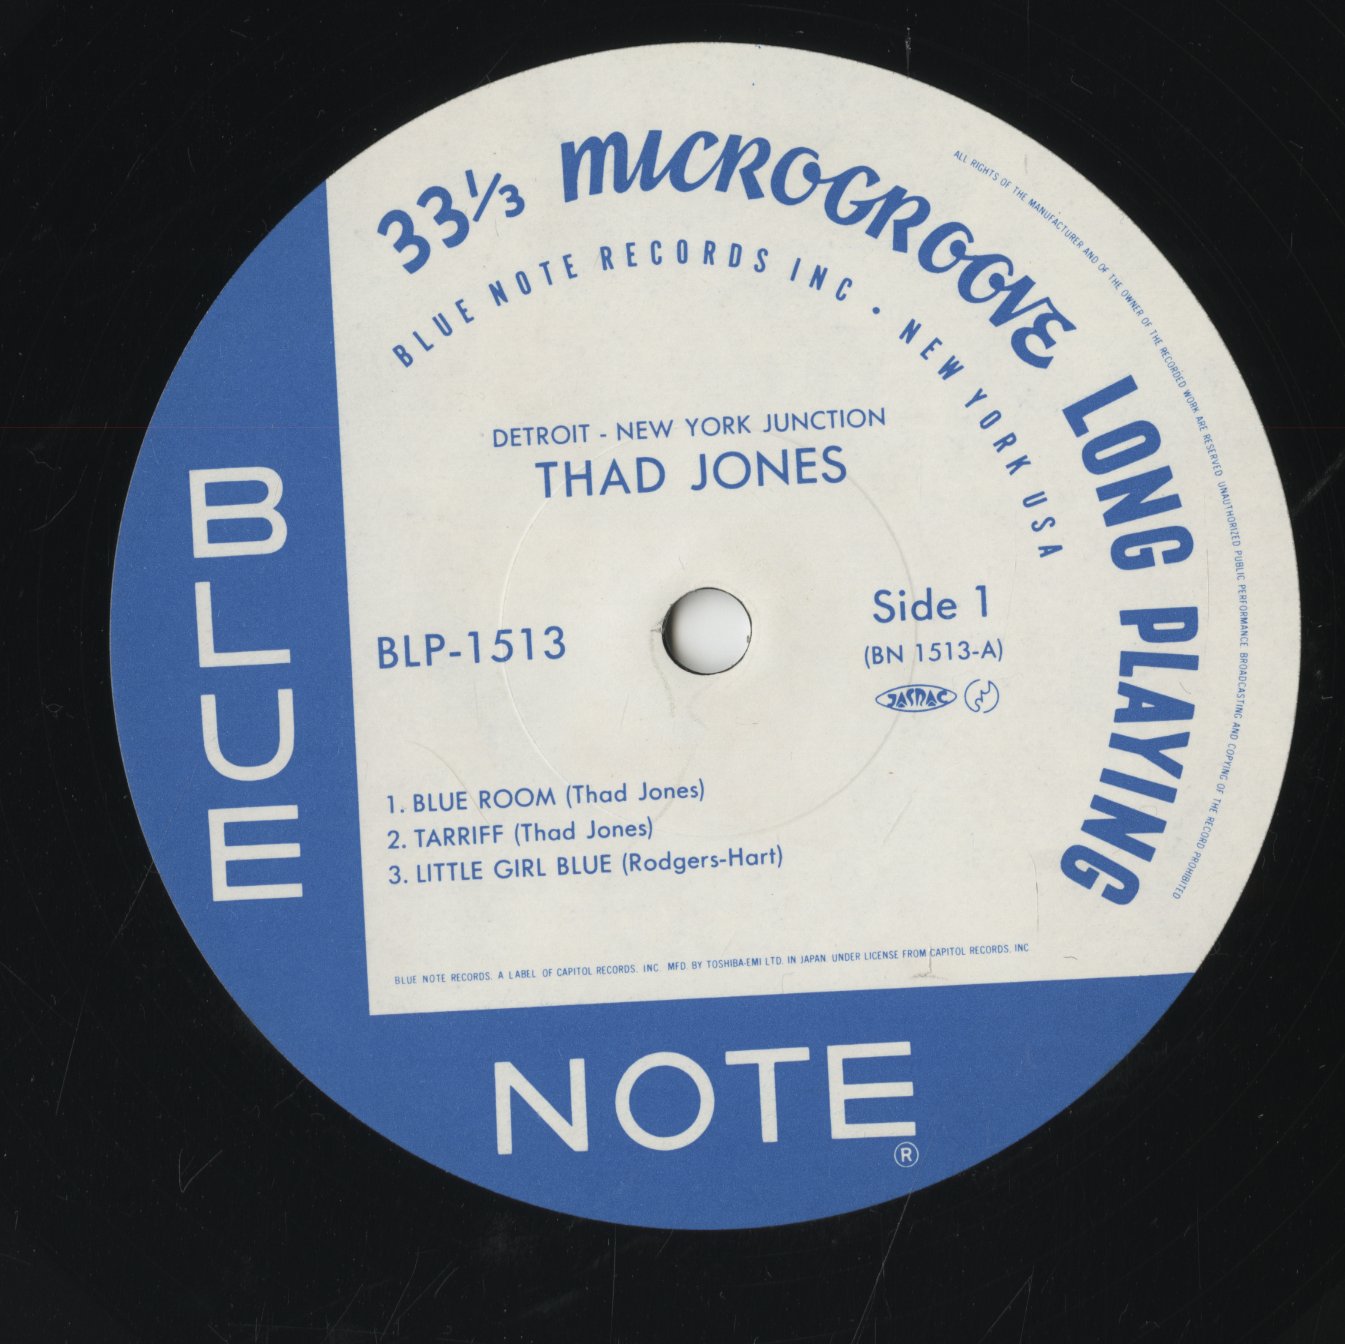 33⅓ MICROGROOVE LONG PLAYING
BLUE NOTE RECORDS INC • NEW YORK USA
ALL RIGHTS OF THE MANUFACTURER AND OF THE OWNER OF THE RECORDED WORK ARE RESERVED UNAUTHORIZED PUBLIC PERFORMANCE BROADCASTING AND COPYING OF THE RECORD PROHIBITED
DETROIT - NEW YORK JUNCTION
THAD JONES
BLP-1513
Side 1
(BN 1513-A)
JASRAC
1. BLUE ROOM (Thad Jones)
2. TARRIFF (Thad Jones)
3. LITTLE GIRL BLUE (Rodgers-Hart)
BLUE NOTE RECORDS. A LABEL OF CAPITOL RECORDS. INC. MFD. BY TOSHIBA-EMI LTD. IN JAPAN UNDER LICENSE FROM CAPITOL RECORDS. INC
BLUE
NOTE
®